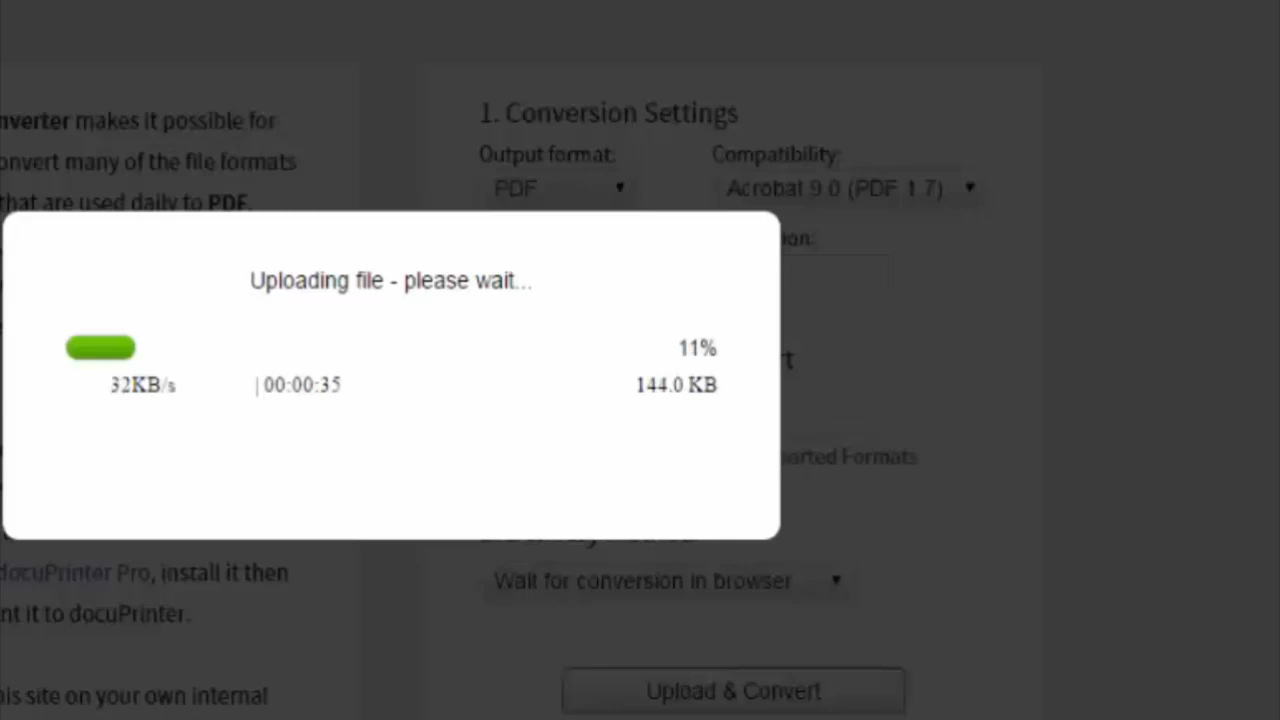 nverter makes it possible for
onvert many of the file formats
that are used daily to PDF.
1. Conversion Settings
Output format:
Compatibility:
PDF
Acrobat 9.0 (PDF 1.7)
Uploading file - please wait...
11%
32KB/s | 00:00:35
144.0 KB
orted Formats
Wait for conversion in browser
docuPrinter Pro, install it then
nt it to docuPrinter.
Upload & Convert
his site on your own internal